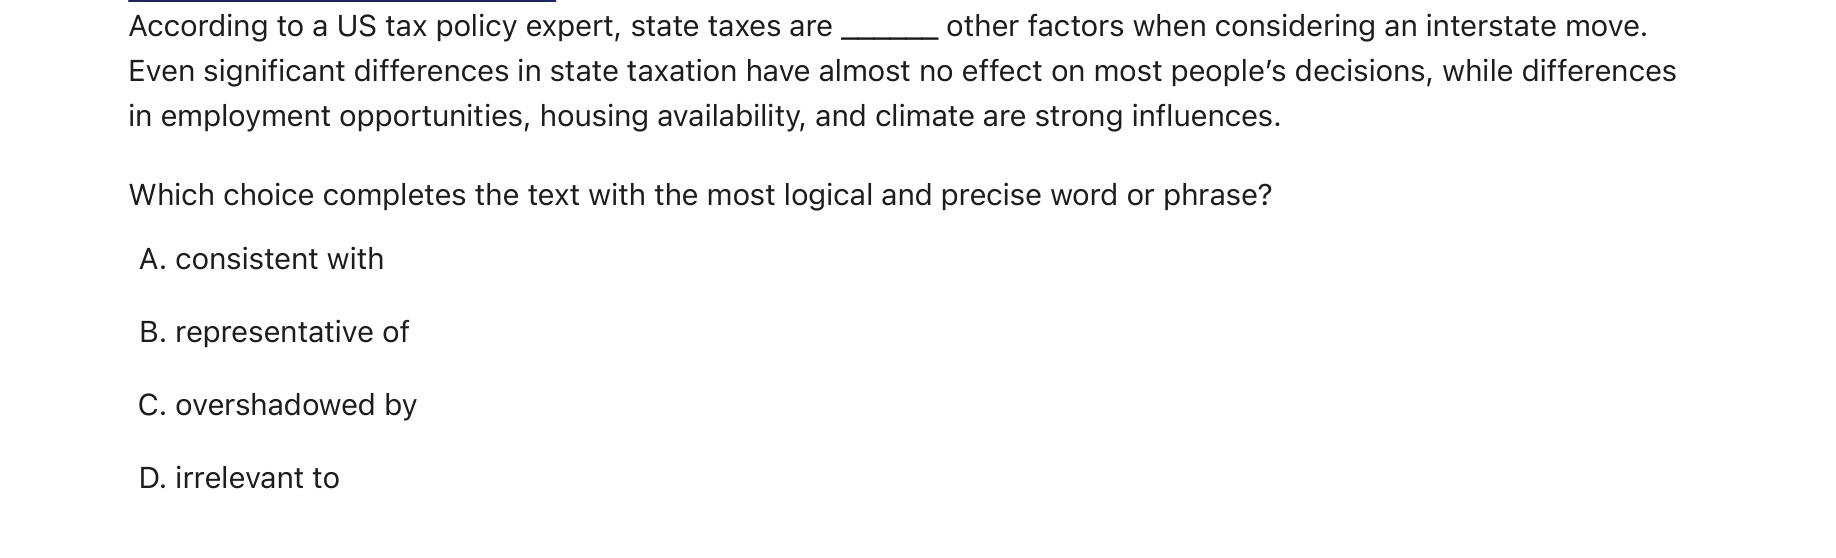 According to a US tax policy expert, state taxes are ______ other factors when considering an interstate move.
Even significant differences in state taxation have almost no effect on most people’s decisions, while differences
in employment opportunities, housing availability, and climate are strong influences.
Which choice completes the text with the most logical and precise word or phrase?
A. consistent with
B. representative of
C. overshadowed by
D. irrelevant to